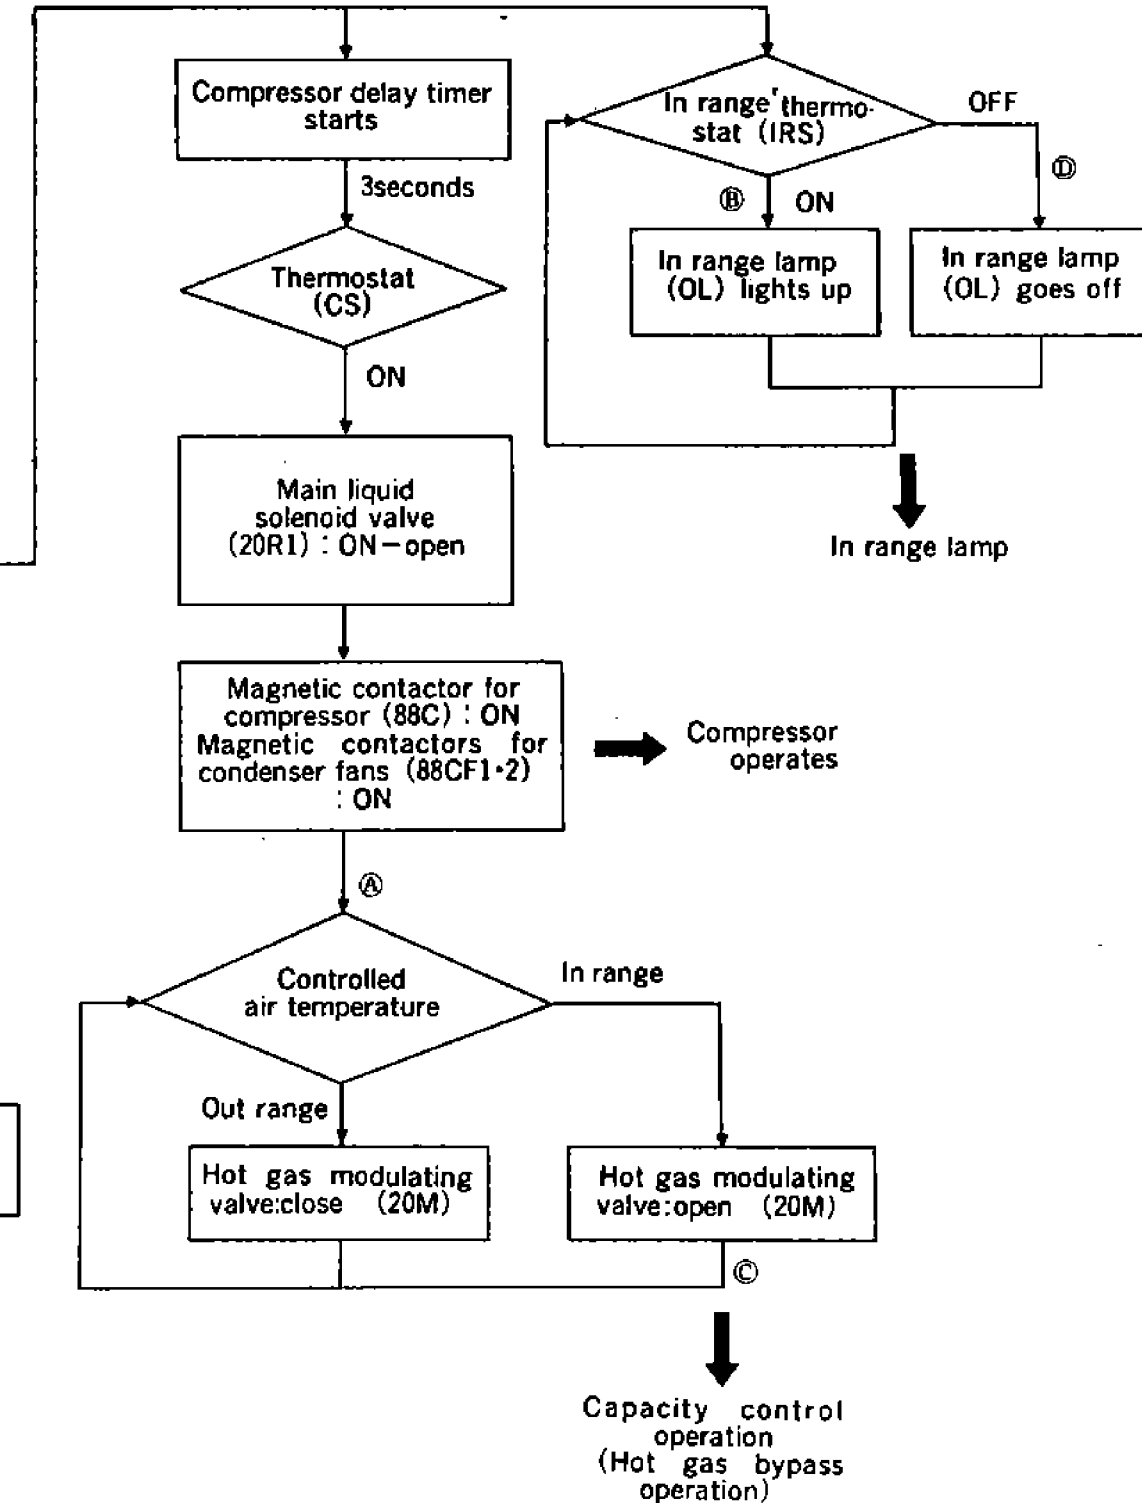 Compressor delay timer
starts
3seconds
Thermostat
(CS)
ON
Main liquid
solenoid valve
(20R1) : ON-open
Magnetic contactor for
compressor (88C) : ON
Magnetic contactors for
condenser fans (88CF1·2)
: ON
Compressor
operates
Ⓐ
Controlled
air temperature
In range
Out range
Hot gas modulating
valve:close (20M)
Hot gas modulating
valve:open (20M)
Ⓒ
Capacity control
operation
(Hot gas bypass
operation)
In range thermo-
stat (IRS)
OFF
Ⓓ
Ⓑ ON
In range lamp
(OL) lights up
In range lamp
(OL) goes off
In range lamp